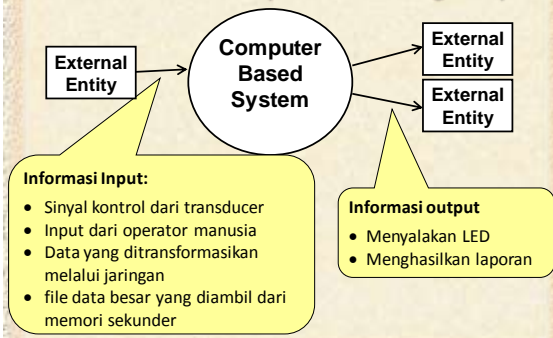 External
Entity
Computer
Based
System
External
Entity
External
Entity
Informasi Input:
• Sinyal kontrol dari transducer
• Input dari operator manusia
• Data yang ditransformasikan
melalui jaringan
• file data besar yang diambil dari
memori sekunder
Informasi output
• Menyalakan LED
• Menghasilkan laporan